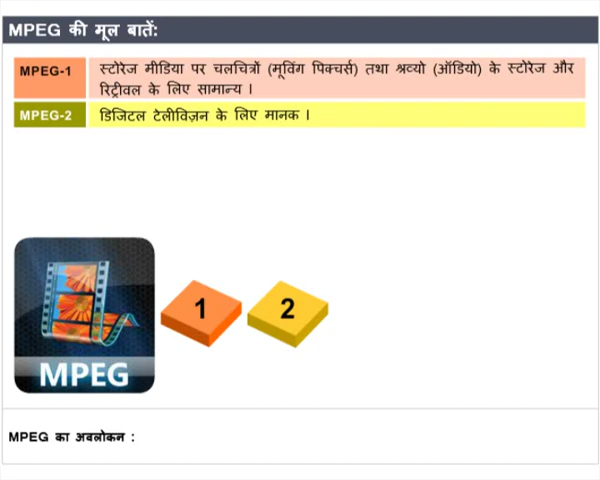 MPEG की मूल बातें:
MPEG-1 स्टोरेज मीडिया पर चलचित्रों (मूविंग पिक्चर्स) तथा श्रव्यो (ऑडियो) के स्टोरेज और
रिट्रीवल के लिए सामान्य ।
MPEG-2 डिजिटल टेलीविज़न के लिए मानक ।
1 2
MPEG
MPEG का अवलोकन :